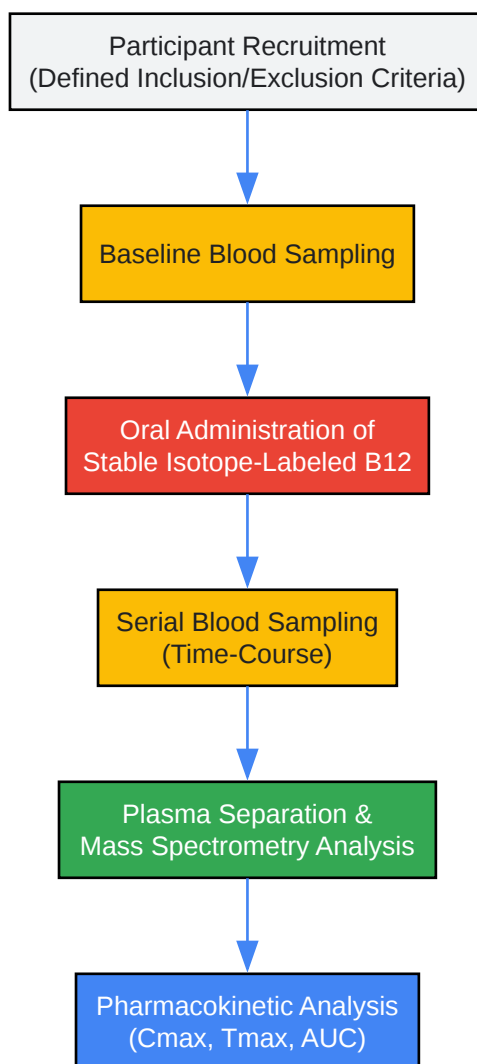 Participant Recruitment
(Defined Inclusion/Exclusion Criteria)
Baseline Blood Sampling
Oral Administration of
Stable Isotope-Labeled B12
Serial Blood Sampling
(Time-Course)
Plasma Separation &
Mass Spectrometry Analysis
Pharmacokinetic Analysis
(Cmax, Tmax, AUC)